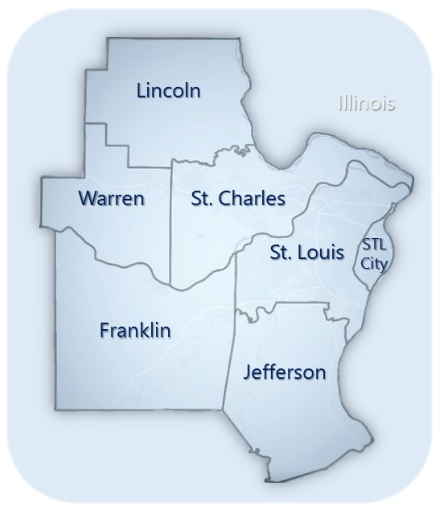 Lincoln
Illinois
Warren
St. Charles
St. Louis
STL
City
Franklin
Jefferson